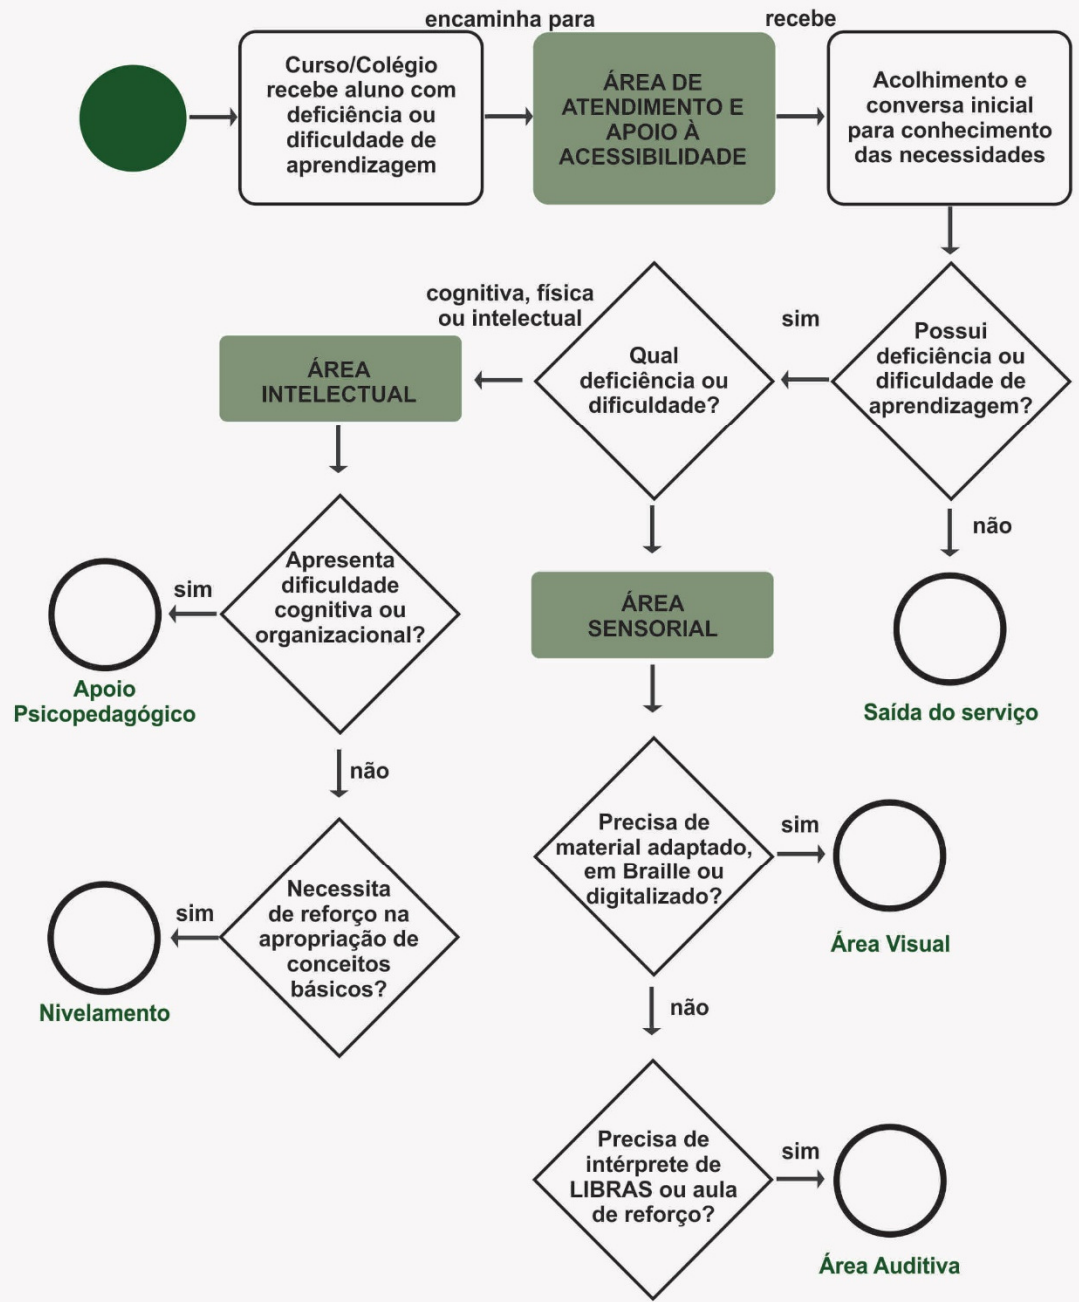 encaminha para
recebe
Curso/Colégio
recebe aluno com
deficiência ou
dificuldade de
aprendizagem
ÁREA DE
ATENDIMENTO E
APOIO À
ACESSIBILIDADE
Acolhimento e
conversa inicial
para conhecimento
das necessidades
cognitiva, física
ou intelectual
sim
Possui
deficiência ou
dificuldade de
aprendizagem?
Qual
deficiência ou
dificuldade?
ÁREA
INTELECTUAL
não
Saída do serviço
Apresenta
dificuldade
cognitiva ou
organizacional?
sim
Apoio
Psicopedagógico
não
Necessita
de reforço na
apropriação de
conceitos
básicos?
sim
Nivelamento
ÁREA
SENSORIAL
Precisa de
material adaptado,
em Braille ou
digitalizado?
sim
Área Visual
não
Precisa de
intérprete de
LIBRAS ou aula
de reforço?
sim
Área Auditiva